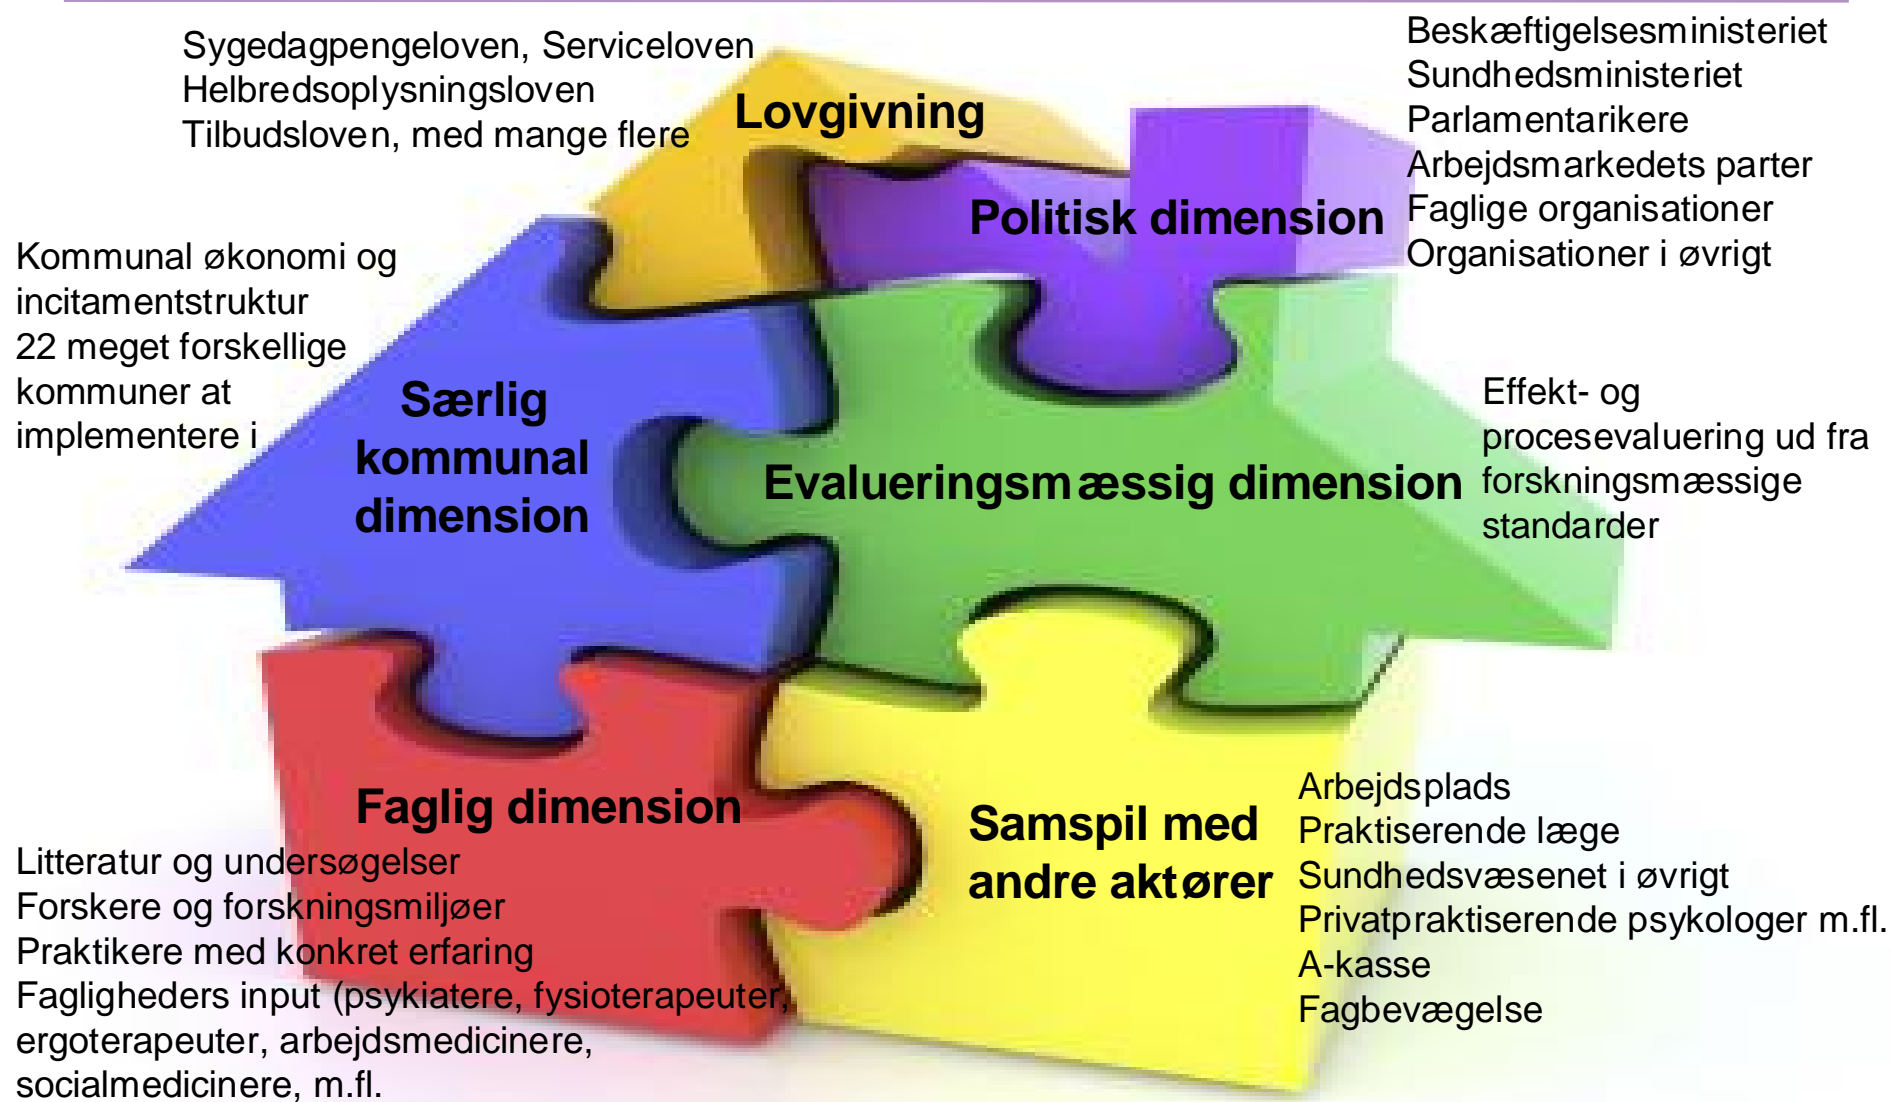 Sygedagpengeloven, Serviceloven
Helbredsoplysningsloven
Tilbudsloven, med mange flere
Lovgivning
Beskæftigelsesministeriet
Sundhedsministeriet
Parlamentarikere
Arbejdsmarkedets parter
Faglige organisationer
Organisationer i øvrigt
Politisk dimension
Kommunal økonomi og
incitamentstruktur
22 meget forskellige
kommuner at
implementere i
Særlig
kommunal
dimension
Evalueringsmæssig dimension
Effekt- og
procesevaluering ud fra
forskningsmæssige
standarder
Faglig dimension
Litteratur og undersøgelser
Forskere og forskningsmiljøer
Praktikere med konkret erfaring
Fagligheders input (psykiatere, fysioterapeuter,
ergoterapeuter, arbejdsmedicinere,
socialmedicinere, m.fl.
Samspil med
andre aktører
Arbejdsplads
Praktiserende læge
Sundhedsvæsenet i øvrigt
Privatpraktiserende psykologer m.fl.
A-kasse
Fagbevægelse